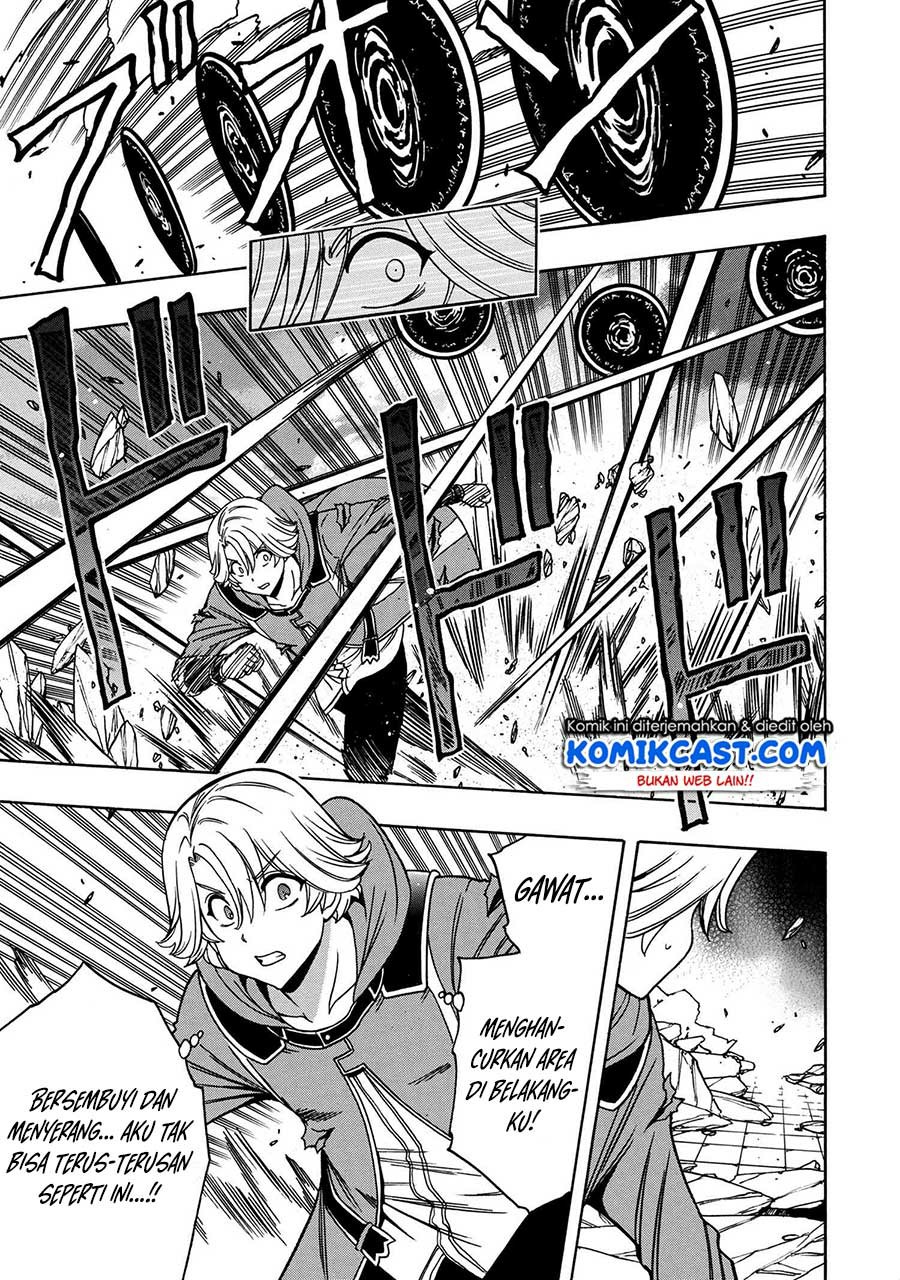 ブオン
ドドド
Komik ini diterjemahkan & diedit oleh
KOMIKCAST.COM
BUKAN WEB LAIN!!
GAWAT...
MENGHAN-
CURKAN AREA
DI BELAKANG-
KU!
BERSEMBUYI DAN
MENYERANG... AKU TAK
BISA TERUS-TERUSAN
SEPERTI INI....!!